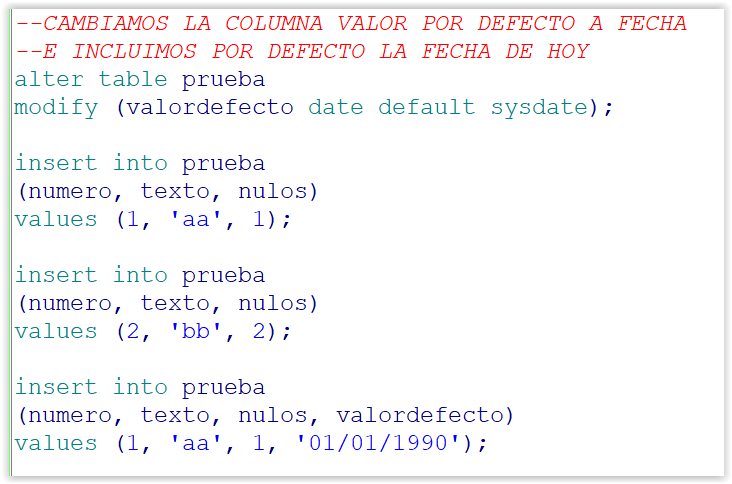 --CAMBIAMOS LA COLUMNA VALOR POR DEFECTO A FECHA
--E INCLUIMOS POR DEFECTO LA FECHA DE HOY
alter table prueba
modify (valordefecto date default sysdate);
insert into prueba
(numero, texto, nulos)
values (1, 'aa', 1);
insert into prueba
(numero, texto, nulos)
values (2, 'bb', 2);
insert into prueba
(numero, texto, nulos, valordefecto)
values (1, 'aa', 1, '01/01/1990');